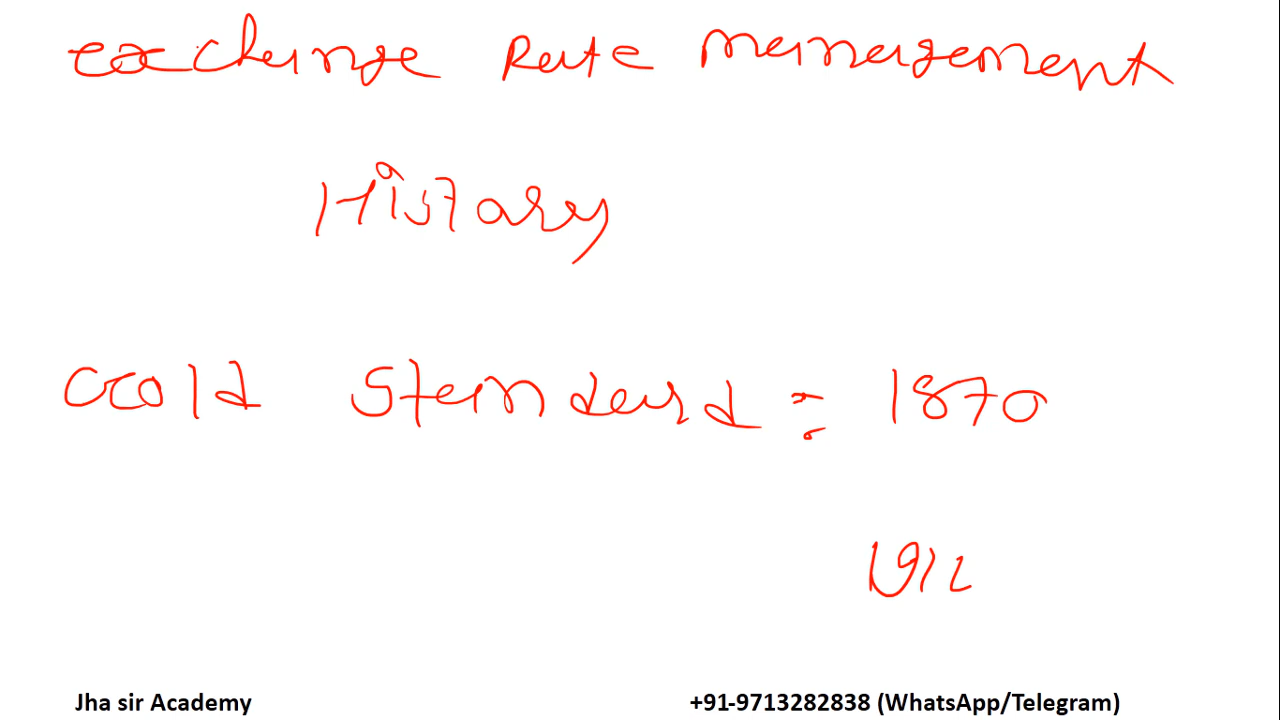 exchange Rate management
History
Gold Standard : 1870
Jha sir Academy +91-9713282838 (WhatsApp/Telegram)